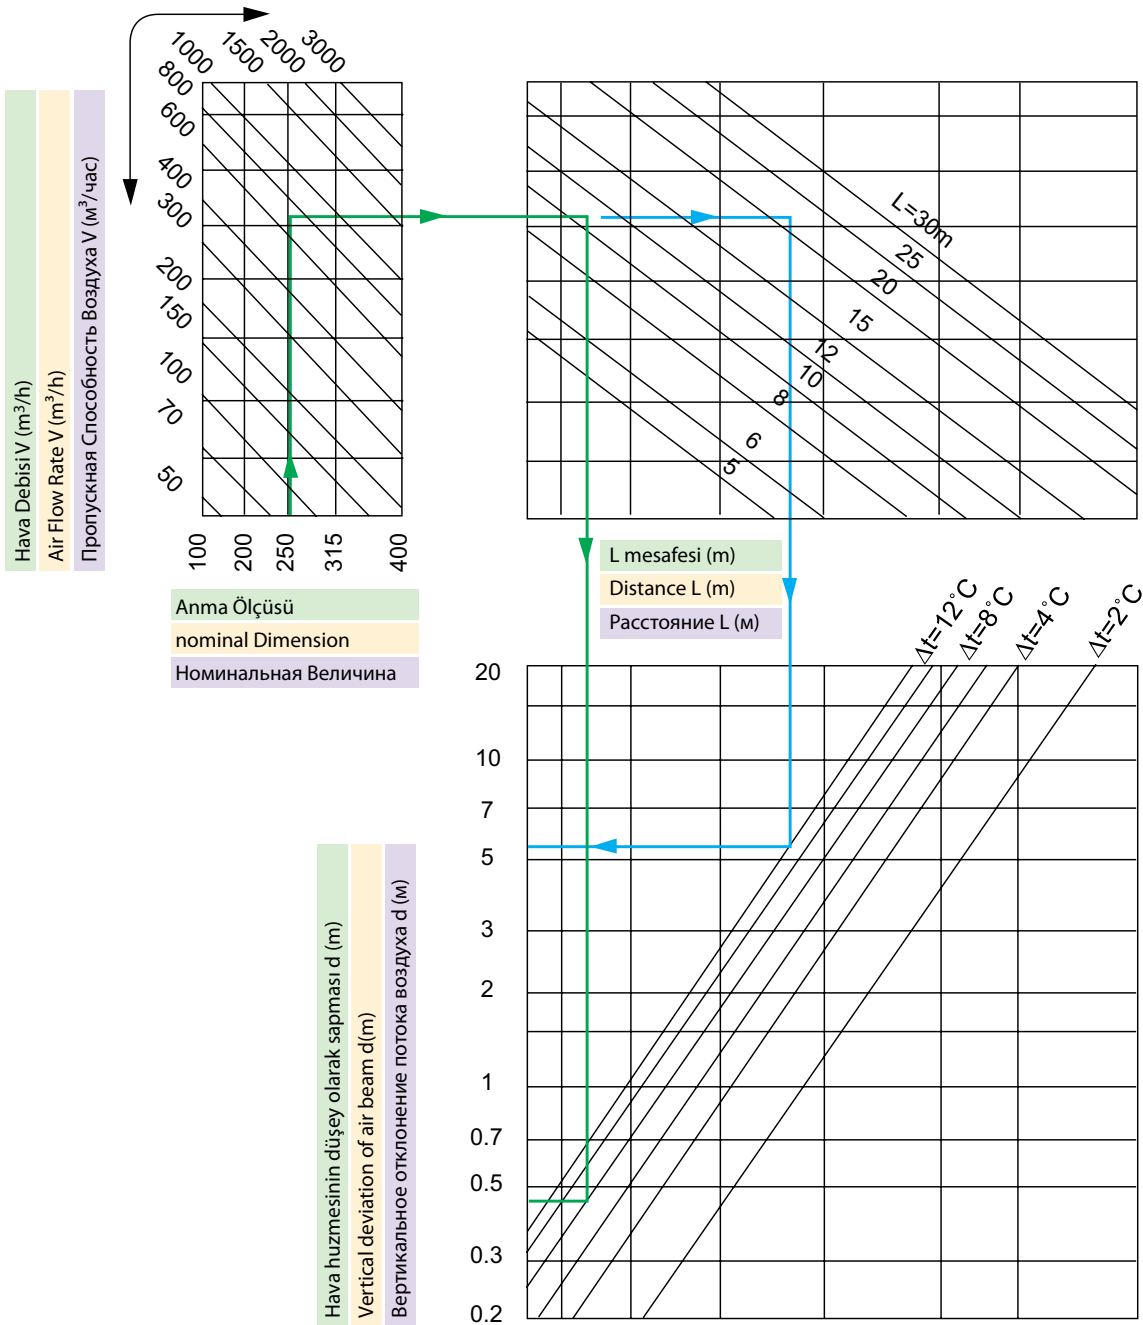 1000
1500
2000
3000
800
600
400
300
200
150
100
70
50
Hava Debisi V (m³/h)
Air Flow Rate V (m³/h)
Пропускная Способность Воздуха V (м³/час)
100
200
250
315
400
Anma Ölçüsü
nominal Dimension
Номинальная Величина
L=30m
25
20
15
12
10
8
6
5
L mesafesi (m)
Distance L (m)
Расстояние L (м)
Δt=12°C
Δt=8°C
Δt=4°C
Δt=2°C
20
10
7
5
3
2
1
0.7
0.5
0.3
0.2
Hava huzmesinin düşey olarak sapması d (m)
Vertical deviation of air beam d(m)
Вертикальное отклонение потока воздуха d (м)